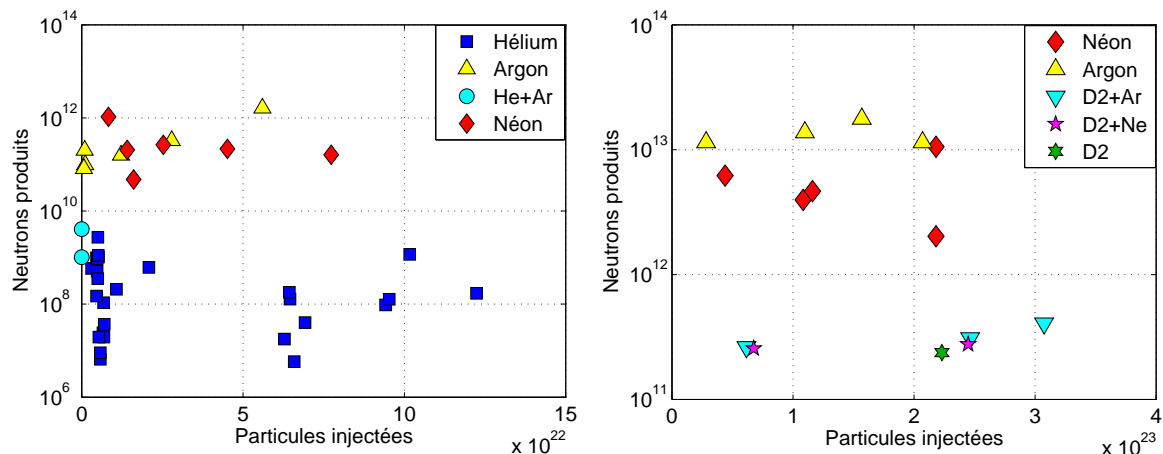 10^14
10^12
10^10
10^8
10^6
Neutrons produits
0
5
10
15
Particules injectées
x 10^22
Hélium
Argon
He+Ar
Néon
10^14
10^13
10^12
10^11
Neutrons produits
0
1
2
3
4
Particules injectées
x 10^23
Néon
Argon
D2+Ar
D2+Ne
D2